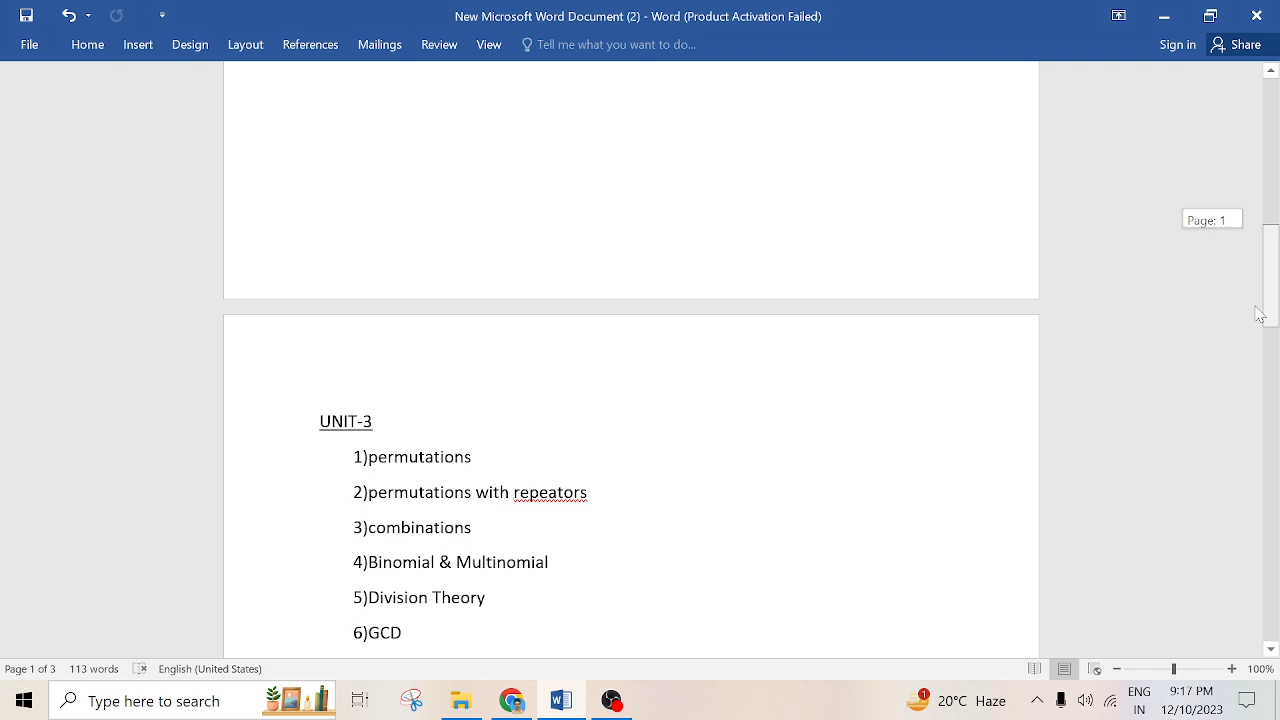 New Microsoft Word Document (2) - Word (Product Activation Failed)
File Home Insert Design Layout References Mailings Review View Tell me what you want to do... Sign in Share
Page: 1
UNIT-3
1)permutations
2)permutations with repeators
3)combinations
4)Binomial & Multinomial
5)Division Theory
6)GCD
Page 1 of 3 113 words English (United States) 100%
Type here to search 1 20°C Haze ENG 9:17 PM
IN 12/10/2023